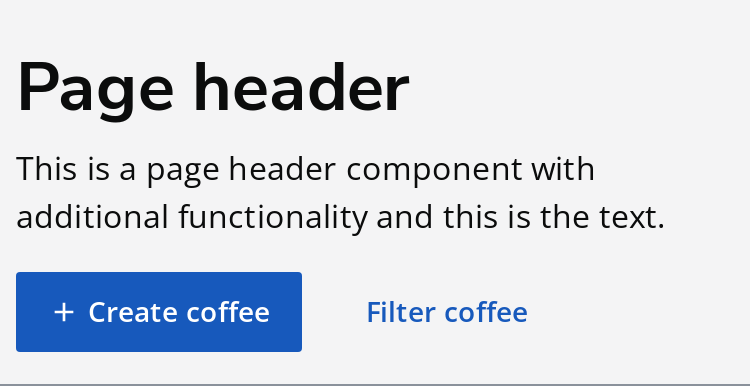 Page header
This is a page header component with
additional functionality and this is the text.
+ Create coffee Filter coffee